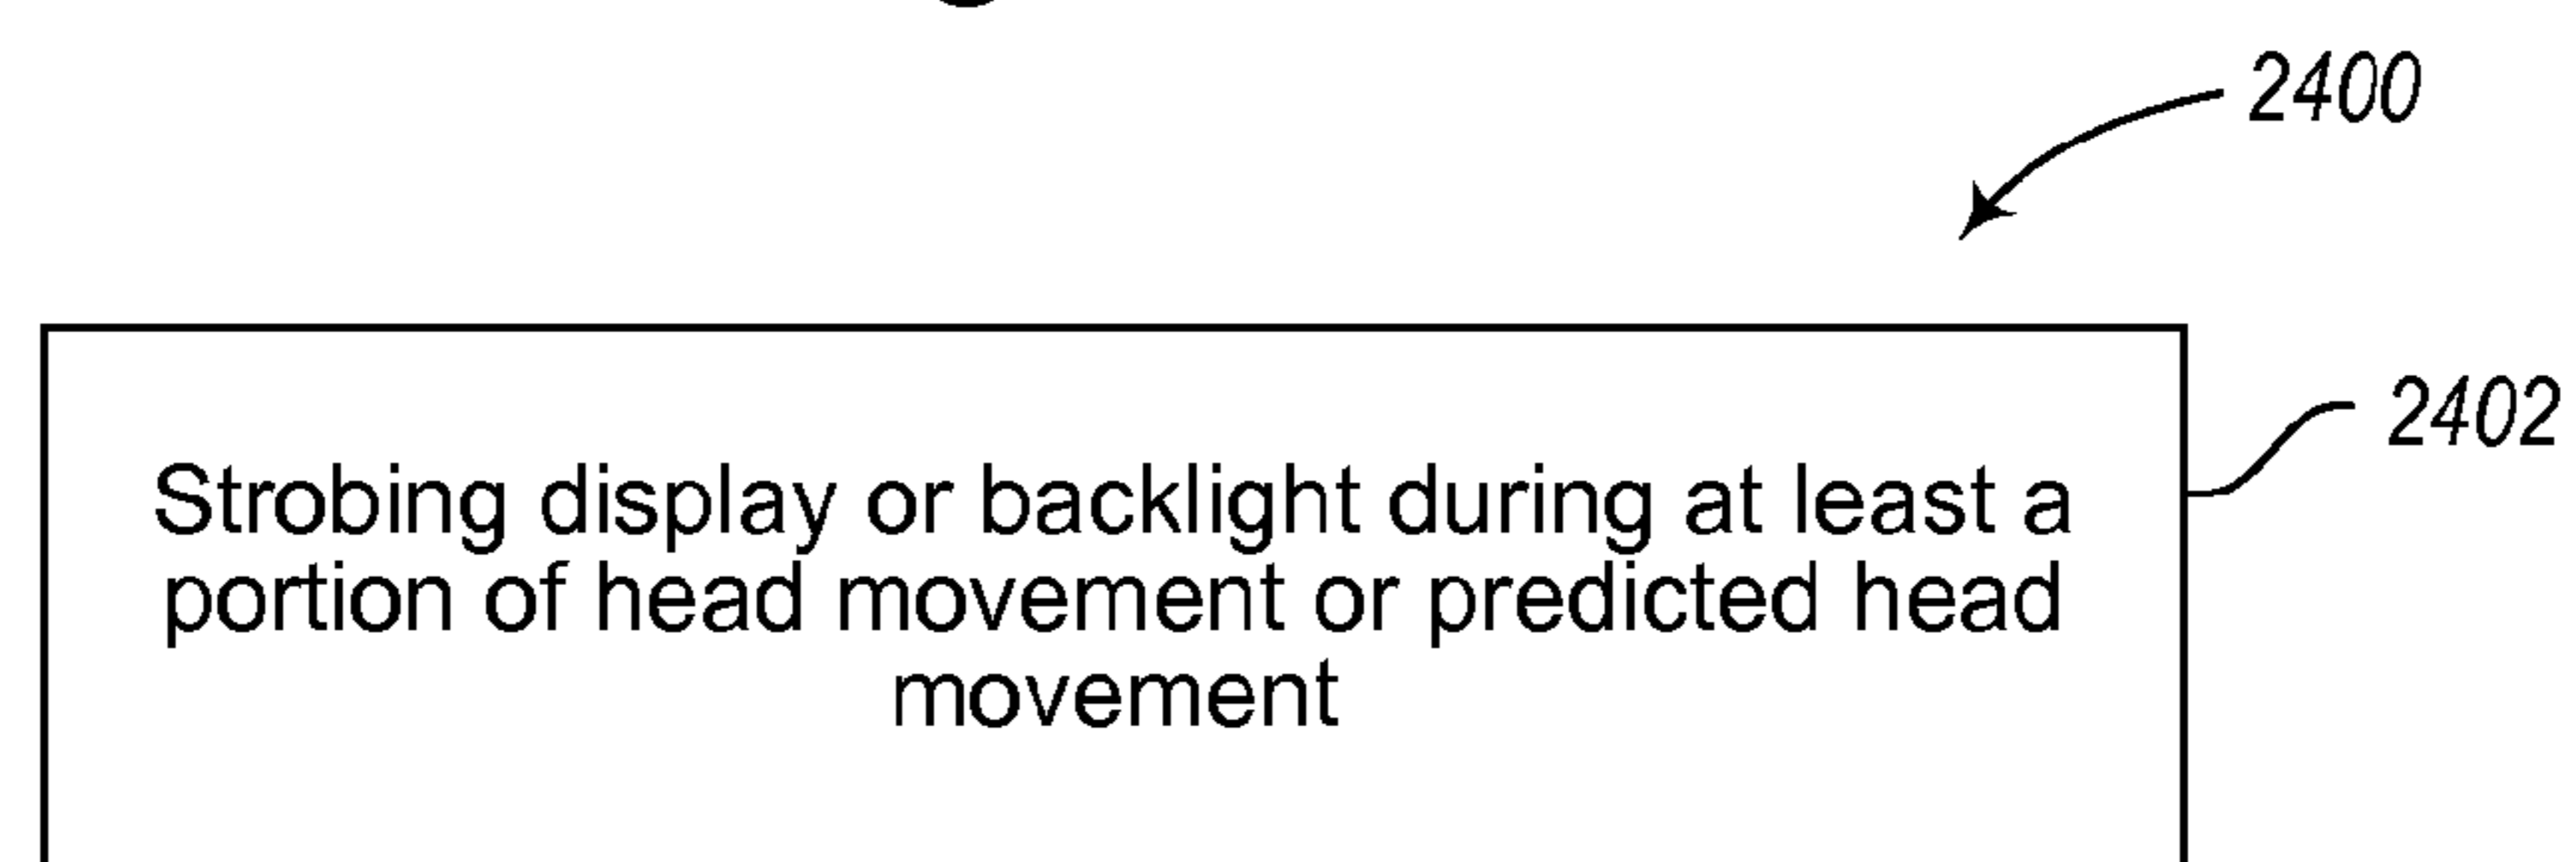 2400
2402
Strobing display or backlight during at least a
portion of head movement or predicted head
movement